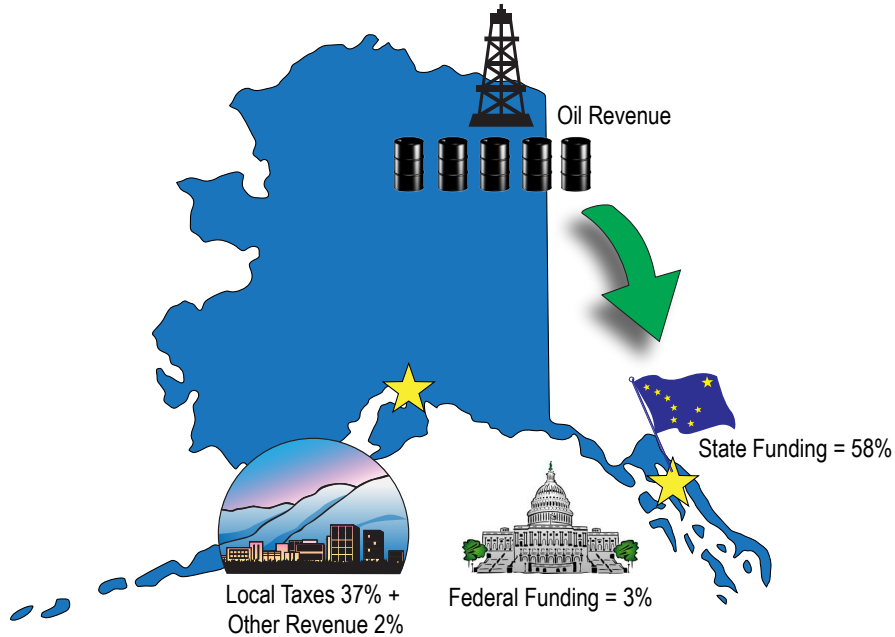 Oil Revenue
State Funding = 58%
Local Taxes 37% +
Other Revenue 2%
Federal Funding = 3%